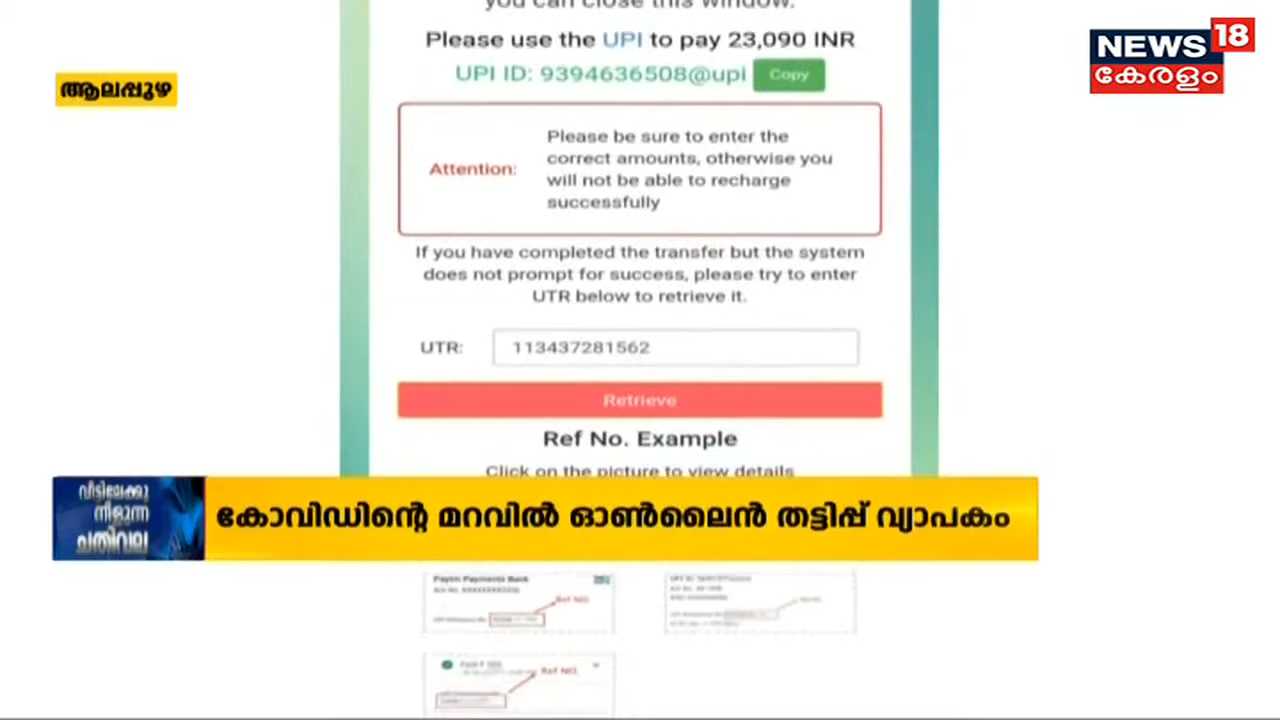 you can close this window.
Please use the UPI to pay 23,090 INR
UPI ID: 9394636508@upi Copy
NEWS 18
കേരളം
ആലപ്പുഴ
Attention: Please be sure to enter the
correct amounts, otherwise you
will not be able to recharge
successfully
If you have completed the transfer but the system
does not prompt for success, please try to enter
UTR below to retrieve it.
UTR: 113437281562
Retrieve
Ref No. Example
Click on the picture to view details
വീട്ടിലേക്കു
നീളുന്ന
ചതിവല
കോവിഡിന്റെ മറവിൽ ഓൺലൈൻ തട്ടിപ്പ് വ്യാപകം
Paytm Payments Bank
Ref NO.
Ref NO.